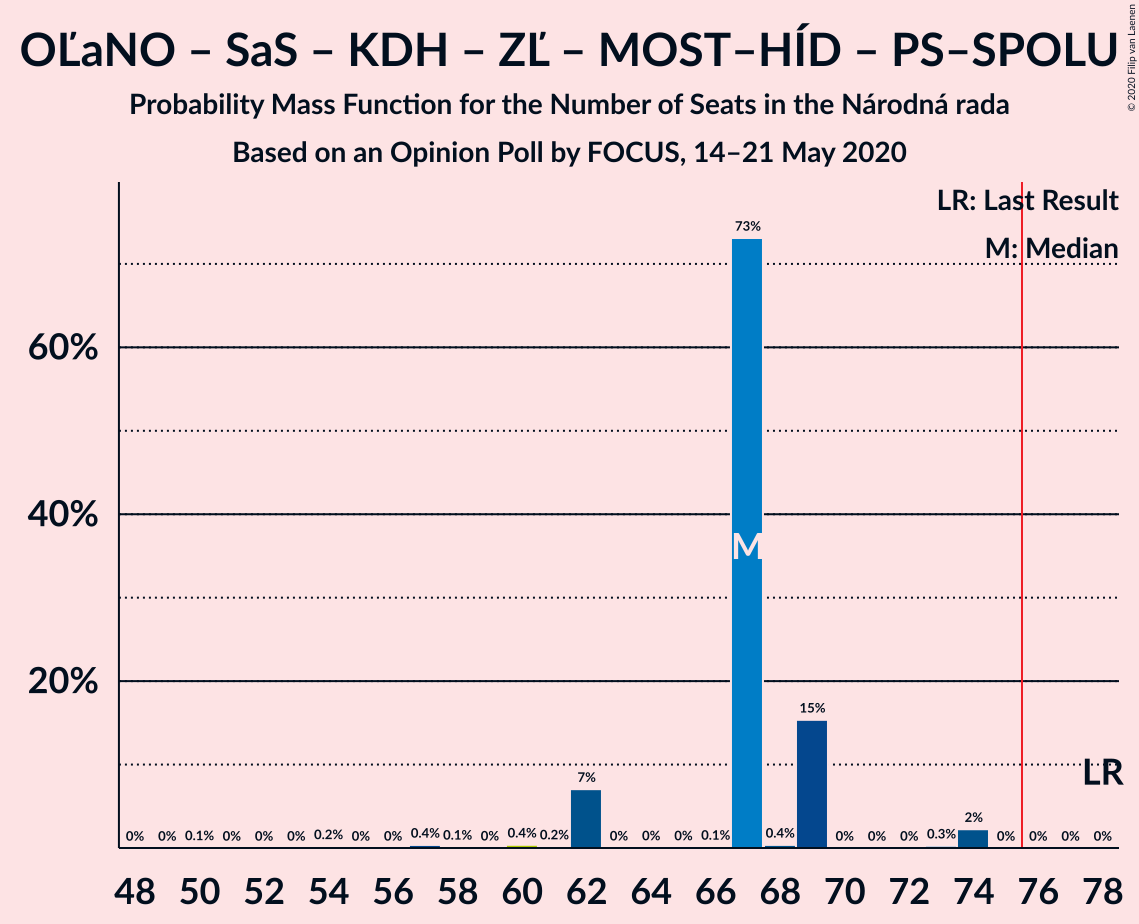 OĽaNO – SaS – KDH – ZĽ – MOST–HÍD – PS–SPOLU
Probability Mass Function for the Number of Seats in the Národná rada
Based on an Opinion Poll by FOCUS, 14–21 May 2020
© 2020 Filip van Laenen
LR: Last Result
M: Median
73%
60%
40%
M
20%
15%
LR
7%
2%
0% 0% 0.1% 0% 0% 0% 0.2% 0% 0% 0.4% 0.1% 0% 0.4% 0.2% 0% 0% 0% 0.1% 0.4% 0% 0% 0% 0.3% 0% 0% 0% 0%
48 50 52 54 56 58 60 62 64 66 68 70 72 74 76 78